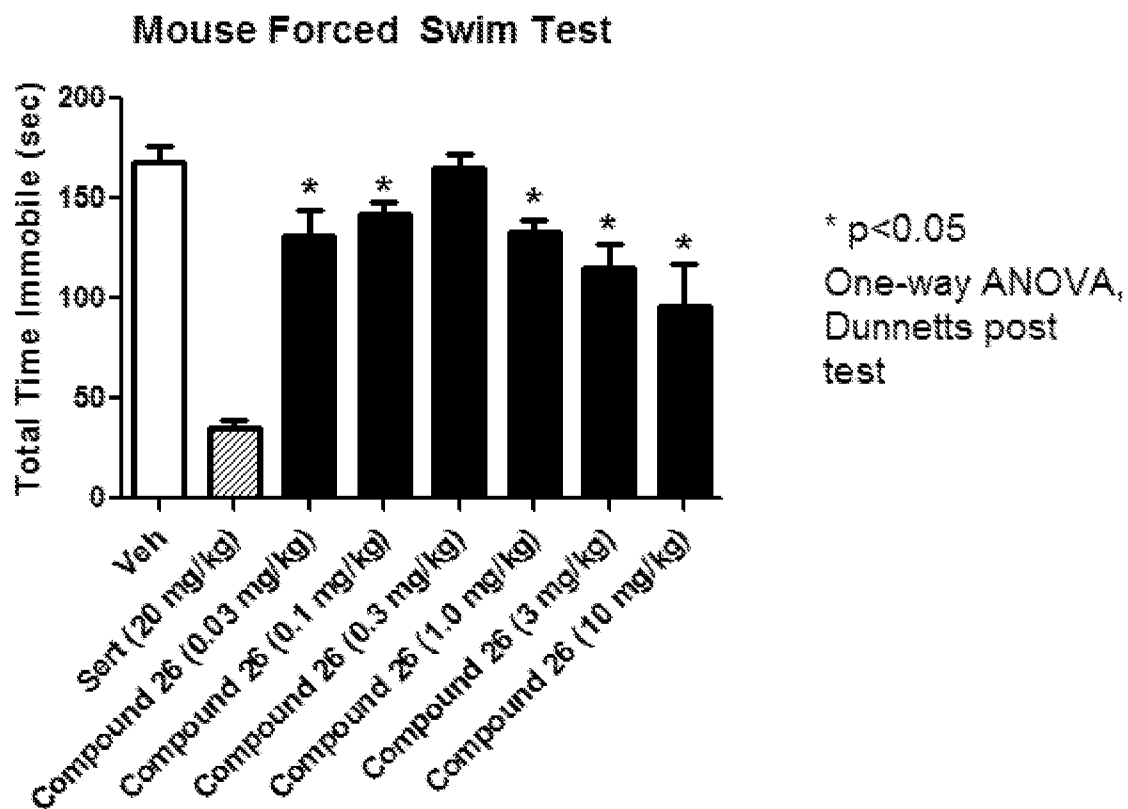 Mouse Forced Swim Test
Total Time Immobile (sec)
200
150
100
50
0
* * * * *
Veh
Sert (20 mg/kg)
Compound 26 (0.03 mg/kg)
Compound 26 (0.1 mg/kg)
Compound 26 (0.3 mg/kg)
Compound 26 (1.0 mg/kg)
Compound 26 (3 mg/kg)
Compound 26 (10 mg/kg)
* p<0.05
One-way ANOVA,
Dunnetts post
test